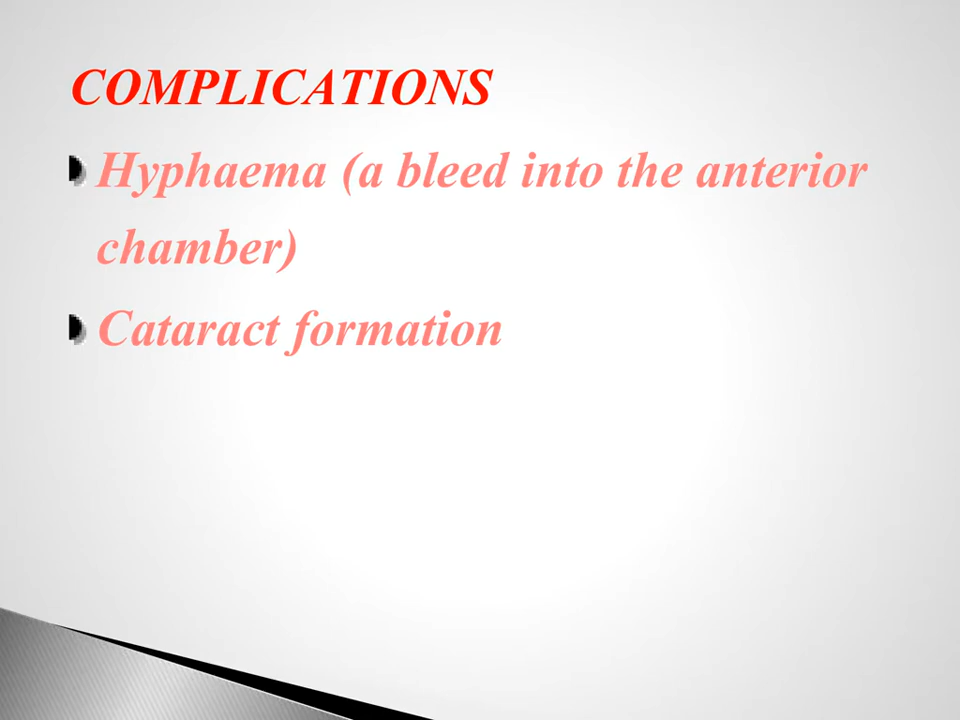 COMPLICATIONS
Hyphaema (a bleed into the anterior
chamber)
Cataract formation